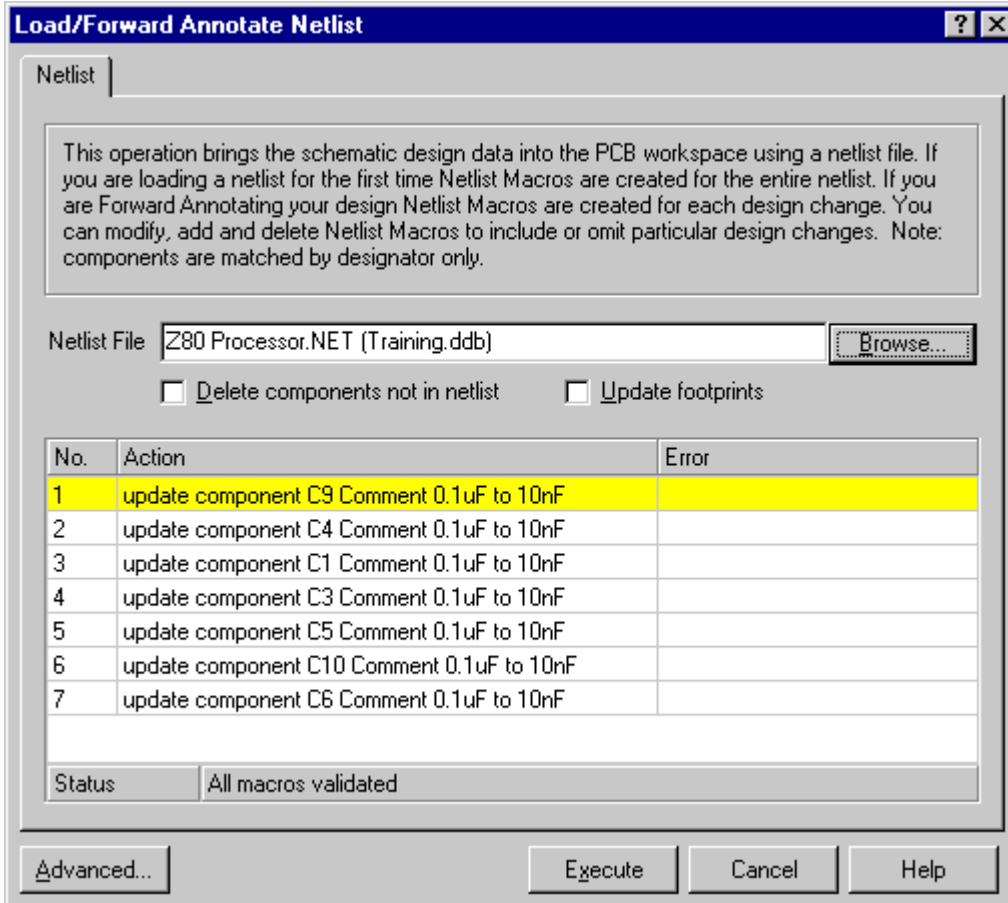 Load/Forward Annotate Netlist
Netlist
This operation brings the schematic design data into the PCB workspace using a netlist file. If
you are loading a netlist for the first time Netlist Macros are created for the entire netlist. If you
are Forward Annotating your design Netlist Macros are created for each design change. You
can modify, add and delete Netlist Macros to include or omit particular design changes.  Note:
components are matched by designator only.
Netlist File Z80 Processor.NET (Training.ddb) Browse...
Delete components not in netlist Update footprints
No. Action Error
1 update component C9 Comment 0.1uF to 10nF
2 update component C4 Comment 0.1uF to 10nF
3 update component C1 Comment 0.1uF to 10nF
4 update component C3 Comment 0.1uF to 10nF
5 update component C5 Comment 0.1uF to 10nF
6 update component C10 Comment 0.1uF to 10nF
7 update component C6 Comment 0.1uF to 10nF
Status All macros validated
Advanced... Execute Cancel Help